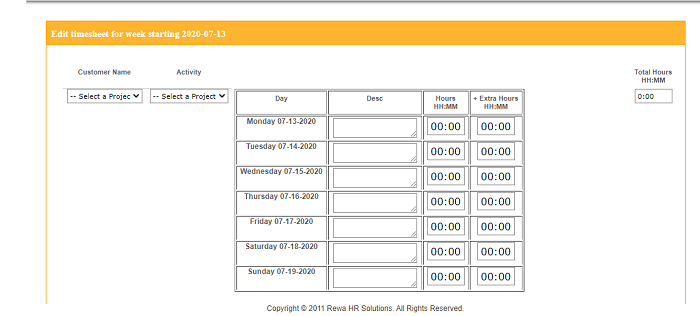 Edit timesheet for week starting 2020-07-13
Customer Name Activity Total Hours
HH:MM
-- Select a Projec -- Select a Project 0:00
Day Desc Hours
HH:MM + Extra Hours
HH:MM
Monday 07-13-2020 00:00 00:00
Tuesday 07-14-2020 00:00 00:00
Wednesday 07-15-2020 00:00 00:00
Thursday 07-16-2020 00:00 00:00
Friday 07-17-2020 00:00 00:00
Saturday 07-18-2020 00:00 00:00
Sunday 07-19-2020 00:00 00:00
Copyright © 2011 Rewa HR Solutions. All Rights Reserved.